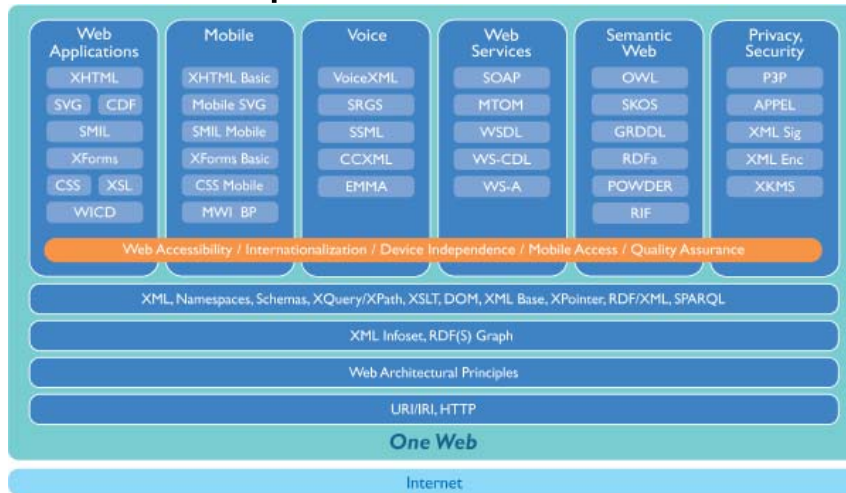 Web Applications
XHTML
SVG CDF
SMIL
XForms
CSS XSL
WICD
Mobile
XHTML Basic
Mobile SVG
SMIL Mobile
XForms Basic
CSS Mobile
MWI BP
Voice
VoiceXML
SRGS
SSML
CCXML
EMMA
Web Services
SOAP
MTOM
WSDL
WS-CDL
WS-A
Semantic Web
OWL
SKOS
GRDDL
RDFa
POWDER
RIF
Privacy, Security
P3P
APPEL
XML Sig
XML Enc
XKMS
Web Accessibility / Internationalization / Device Independence / Mobile Access / Quality Assurance
XML, Namespaces, Schemas, XQuery/XPath, XSLT, DOM, XML Base, XPointer, RDF/XML, SPARQL
XML Infoset, RDF(S) Graph
Web Architectural Principles
URI/IRI, HTTP
One Web
Internet